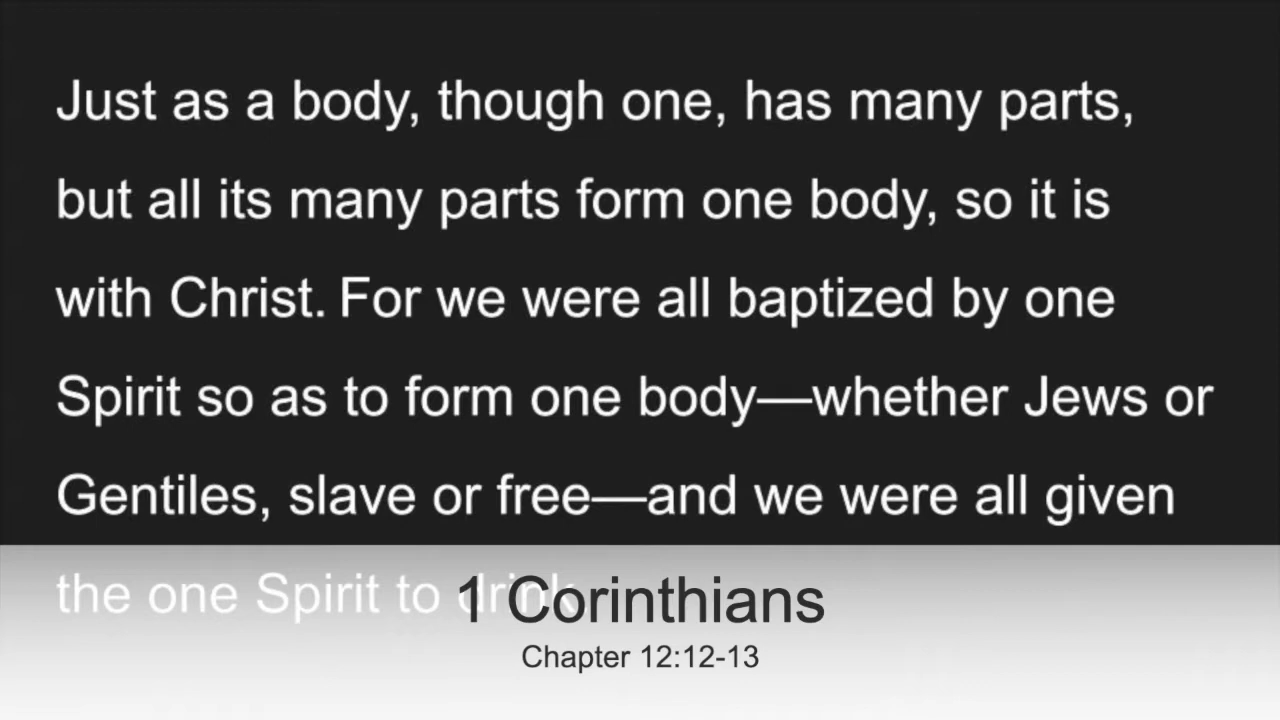 Just as a body, though one, has many parts,
but all its many parts form one body, so it is
with Christ. For we were all baptized by one
Spirit so as to form one body—whether Jews or
Gentiles, slave or free—and we were all given
the one Spirit to drink
1 Corinthians
Chapter 12:12-13